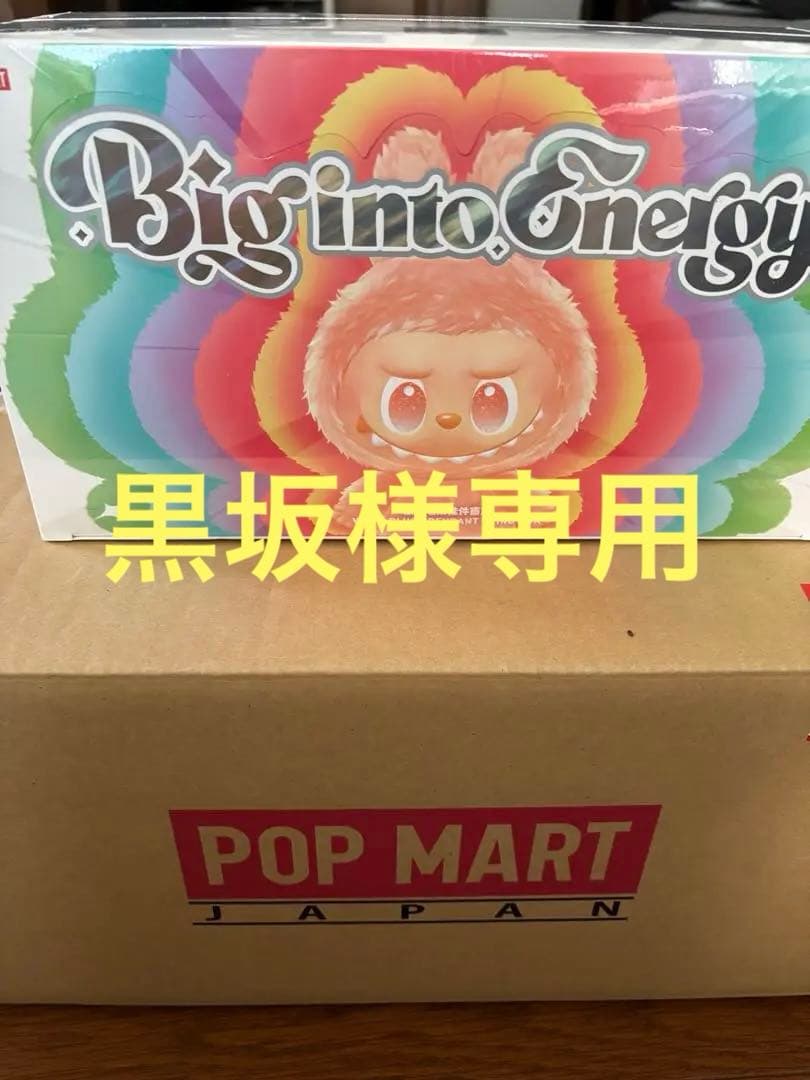 Big into Energy
黒坂様専用
POP MART
JAPAN